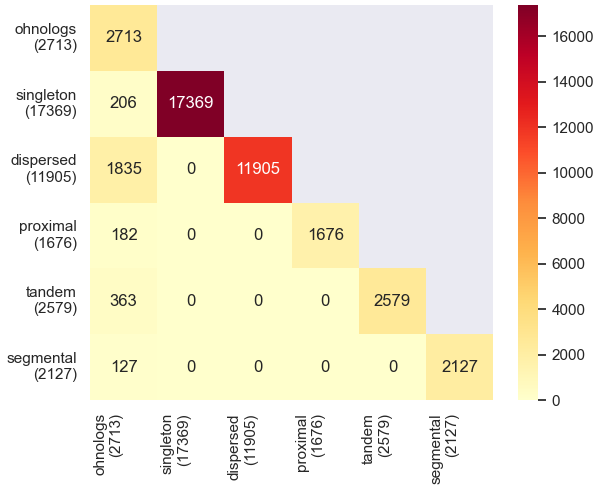 ohnologs
(2713)
singleton
(17369)
dispersed
(11905)
proximal
(1676)
tandem
(2579)
segmental
(2127)
2713
206 17369
1835 0 11905
182 0 0 1676
363 0 0 0 2579
127 0 0 0 0 2127
ohnologs
(2713)
singleton
(17369)
dispersed
(11905)
proximal
(1676)
tandem
(2579)
segmental
(2127)
16000
14000
12000
10000
8000
6000
4000
2000
0